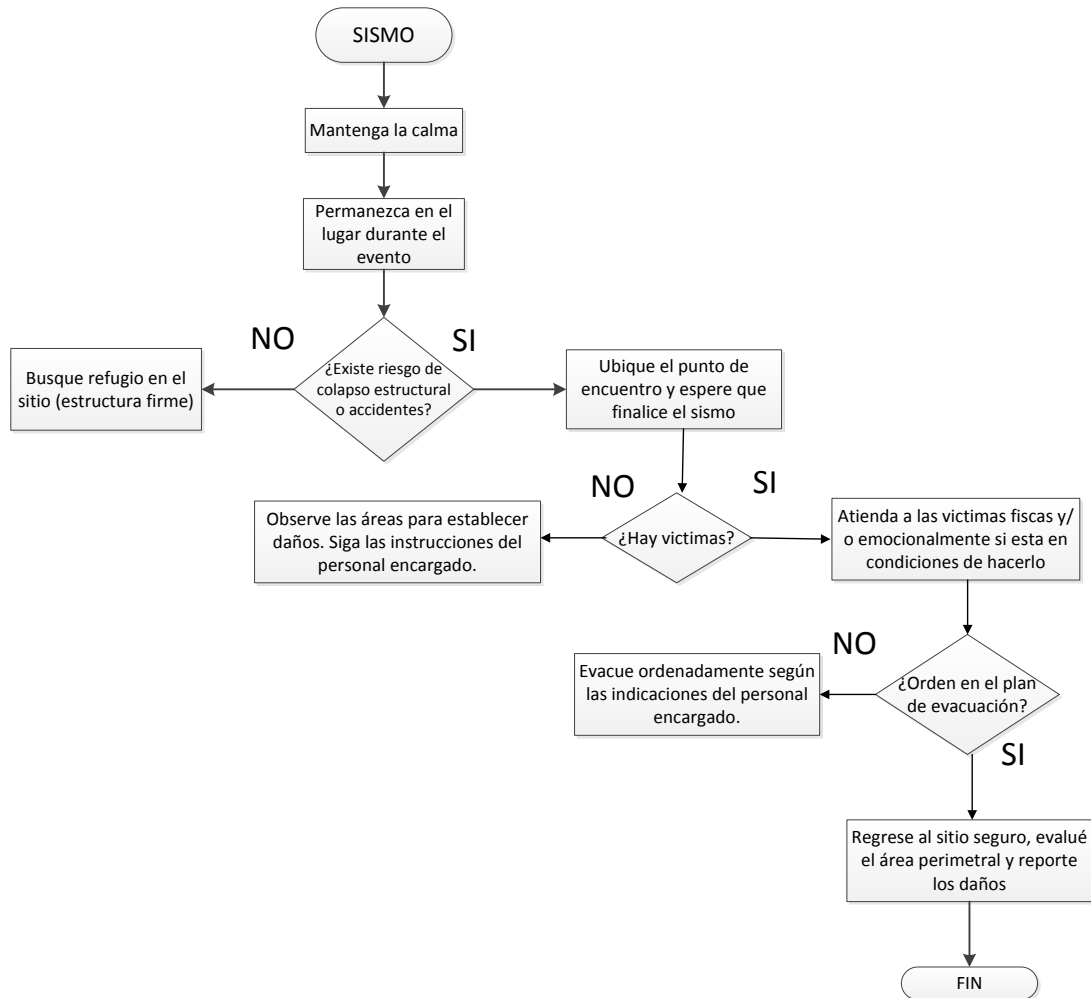 SISMO
Mantenga la calma
Permanezca en el
lugar durante el
evento
NO
SI
¿Existe riesgo de
colapso estructural
o accidentes?
Busque refugio en el
sitio (estructura firme)
Ubique el punto de
encuentro y espere que
finalice el sismo
NO
SI
¿Hay victimas?
Observe las áreas para establecer
daños. Siga las instrucciones del
personal encargado.
Atienda a las victimas fiscas y/
o emocionalmente si esta en
condiciones de hacerlo
NO
¿Orden en el plan
de evacuación?
Evacue ordenadamente según
las indicaciones del personal
encargado.
SI
Regrese al sitio seguro, evalué
el área perimetral y reporte
los daños
FIN